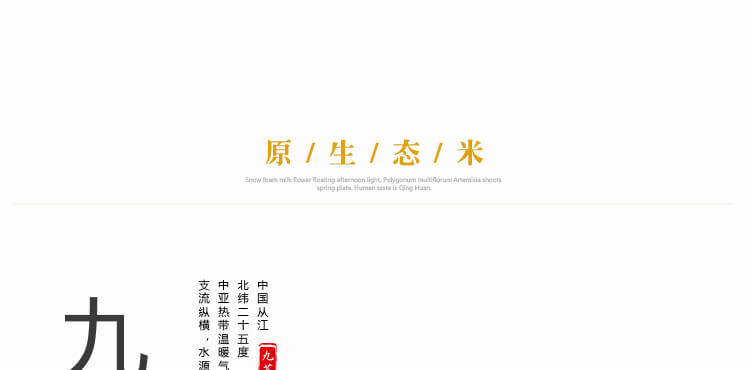 原/生/态/米
Snow foam milk flower floating afternoon light, Polygonum multiflorum Artemisia shoots
spring plate. Human taste is Qing Huan.
中国从江
北纬二十五度
中亚热带温暖气
支流纵横，水源
九
九